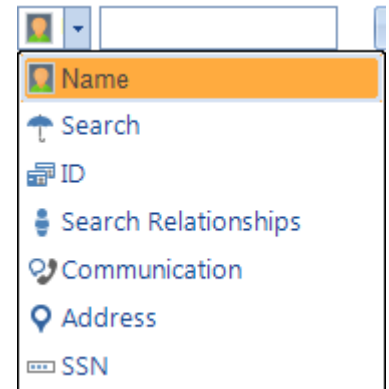 Name
Search
ID
Search Relationships
Communication
Address
SSN